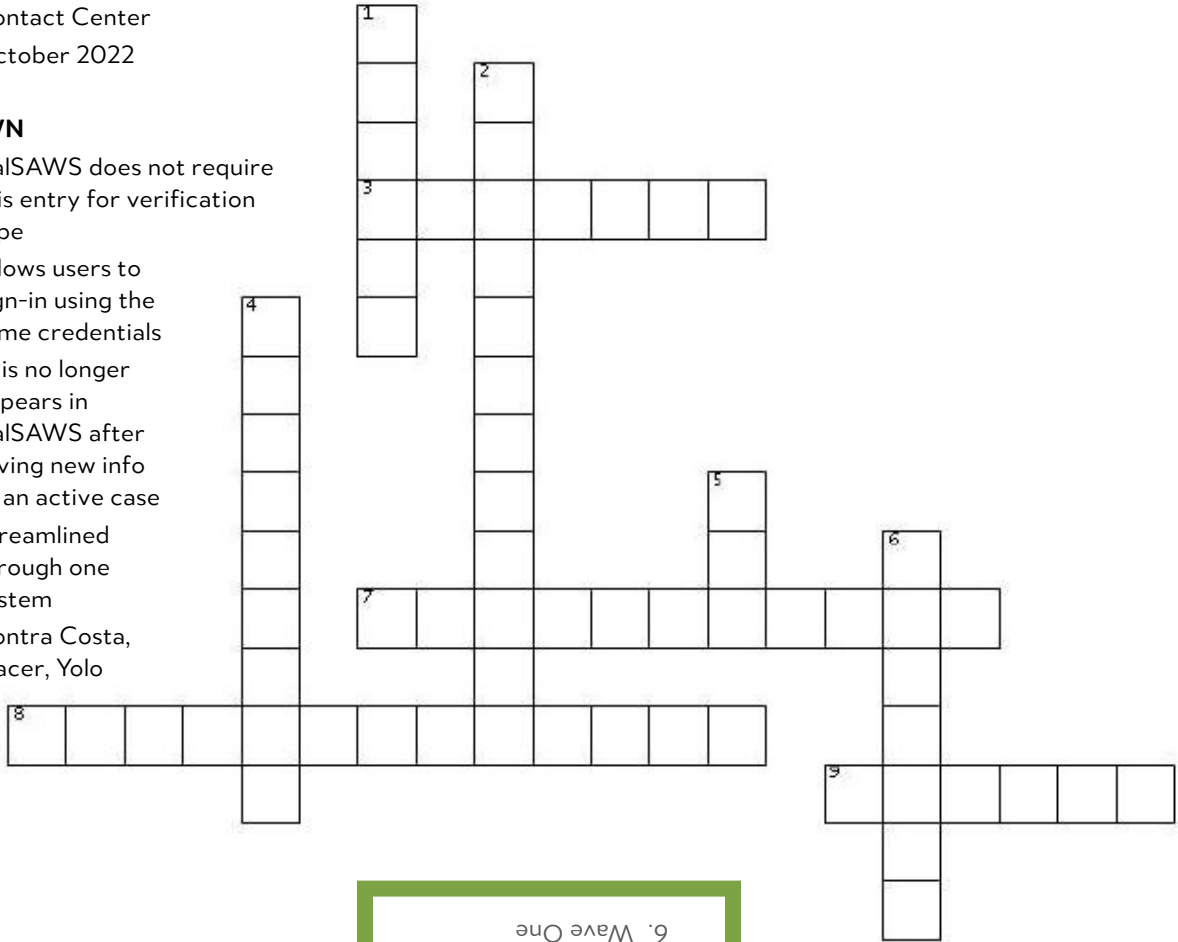 ontact Center
ctober 2022
WN
alSAWS does not require
is entry for verification
pe
lows users to
gn-in using the
me credentials
is no longer
pears in
alSAWS after
ving new info
an active case
reamlined
rough one
stem
ontra Costa,
acer, Yolo
1
2
3
4
5
6
7
8
9
6. Wave One